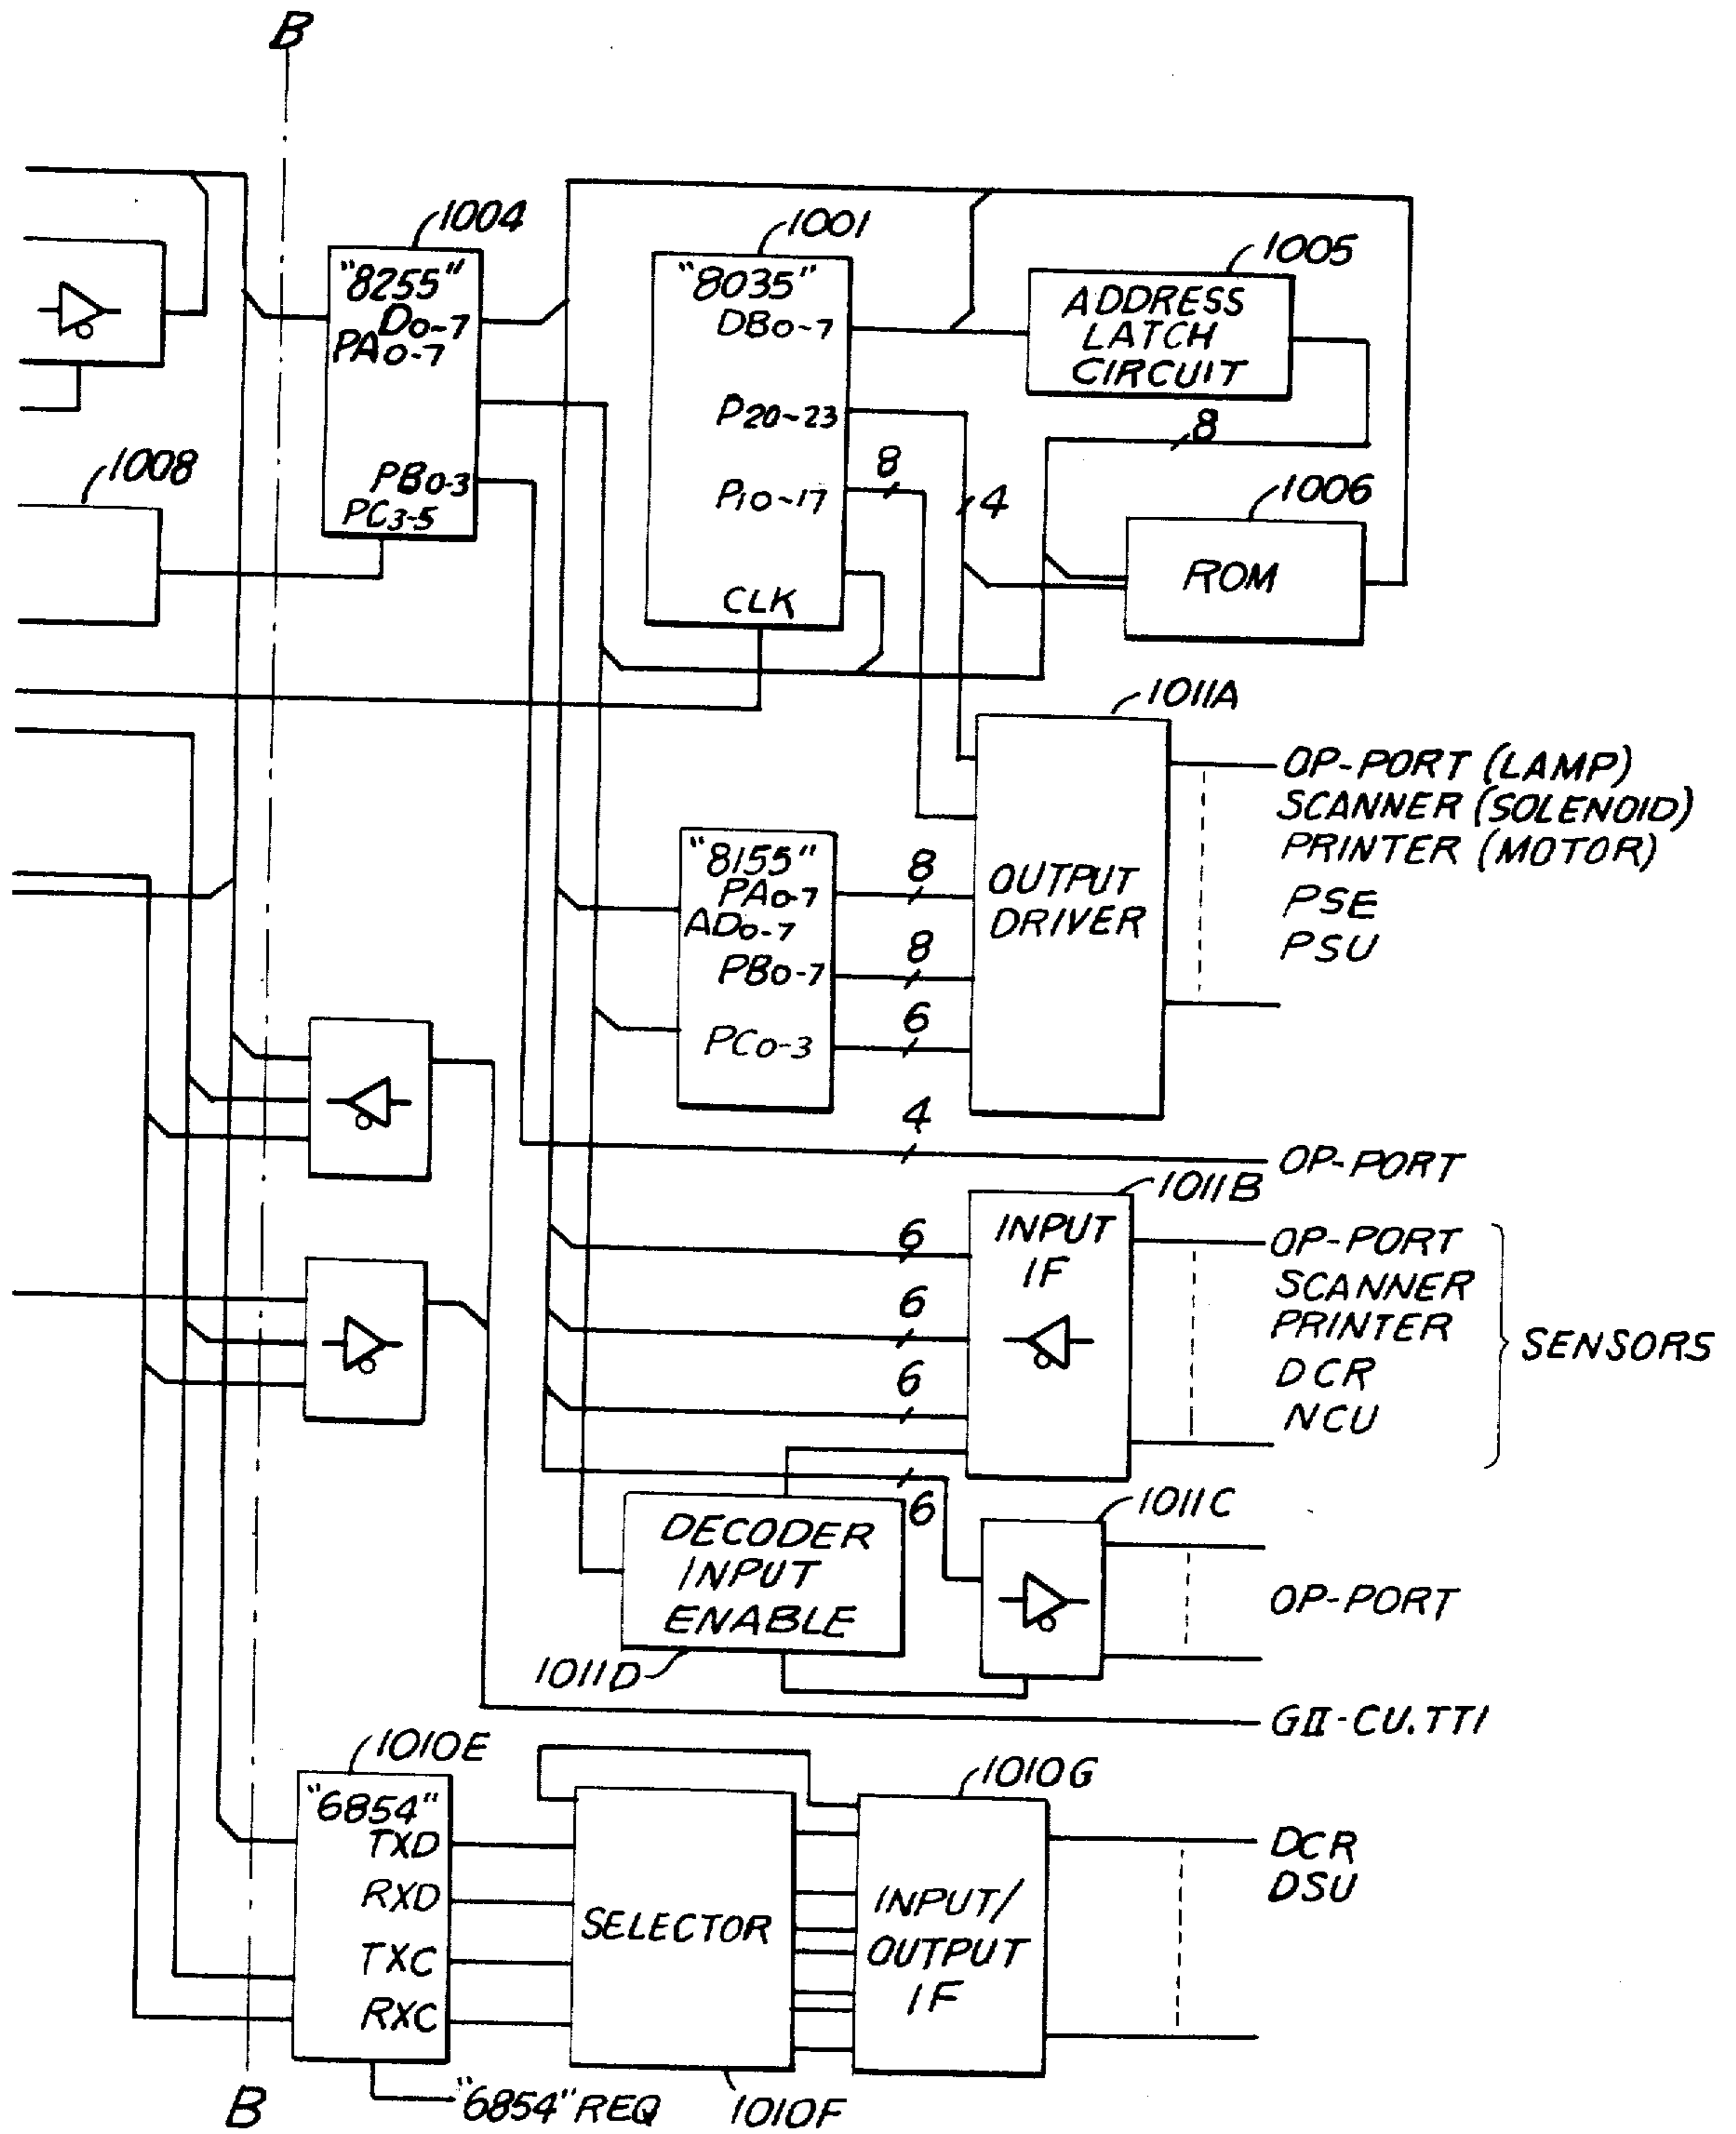 B
1004
"8255"
D0-7
PA0-7
PB0-3
PC3-5
1008
1001
"8035"
DB0-7
P20~23
P10~17
CLK
8
4
1005
ADDRESS
LATCH
CIRCUIT
8
1006
ROM
1011A
OUTPUT
DRIVER
OP-PORT (LAMP)
SCANNER (SOLENOID)
PRINTER (MOTOR)
PSE
PSU
"8155"
PA0-7
AD0-7
PB0-7
PC0-3
8
8
6
4
OP-PORT
1011B
INPUT
IF
6
6
6
OP-PORT
SCANNER
PRINTER
DCR
NCU
SENSORS
6
DECODER
INPUT
ENABLE
1011D
1011C
OP-PORT
GII-CU.TTI
1010E
"6854"
TXD
RXD
TXC
RXC
"6854" REQ
SELECTOR
1010F
1010G
INPUT/
OUTPUT
IF
DCR
DSU
B